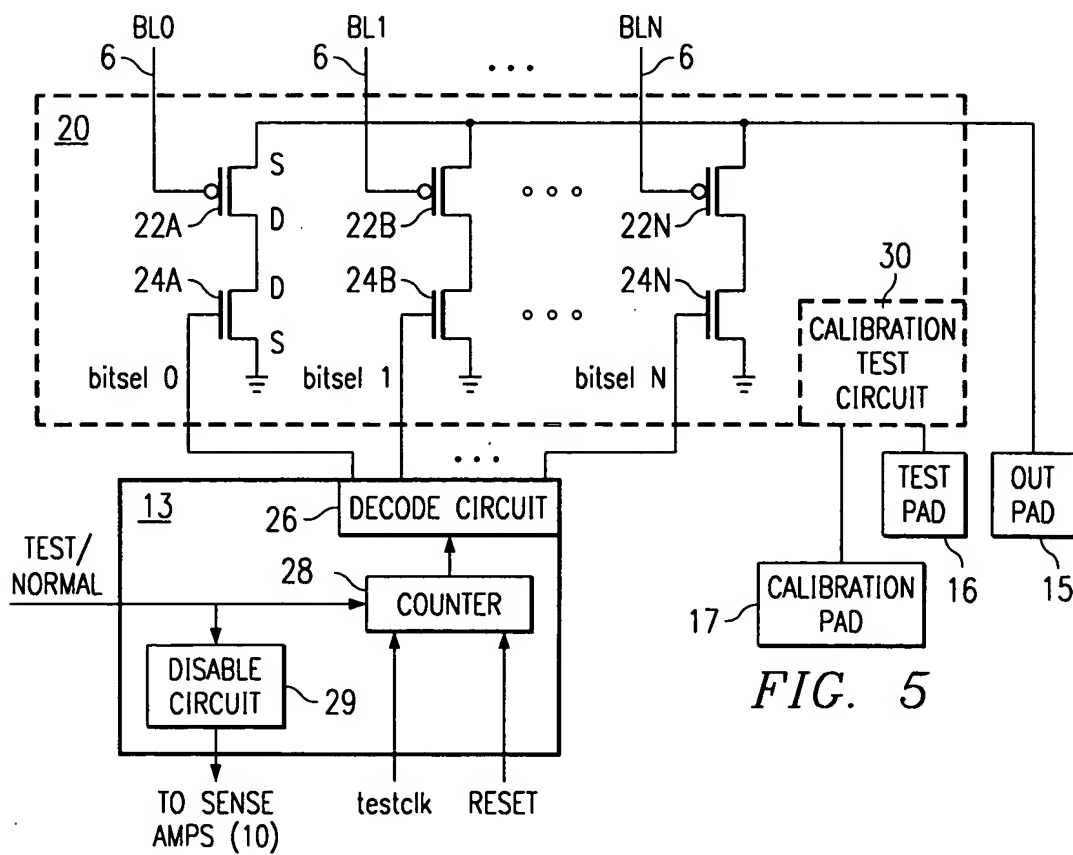 BL0 BL1 BLN
6 6 • • • 6
20
S
22A D 22B 22N
24A D 24B 24N 30
S
CALIBRATION
TEST
CIRCUIT
bitsel 0 bitsel 1 bitsel N
• • •
13
26 DECODE CIRCUIT
TEST
PAD
OUT
PAD
TEST/
NORMAL
28
COUNTER
16 15
17 CALIBRATION
PAD
DISABLE
CIRCUIT
29
FIG. 5
TO SENSE
AMPS (10)
testclk RESET